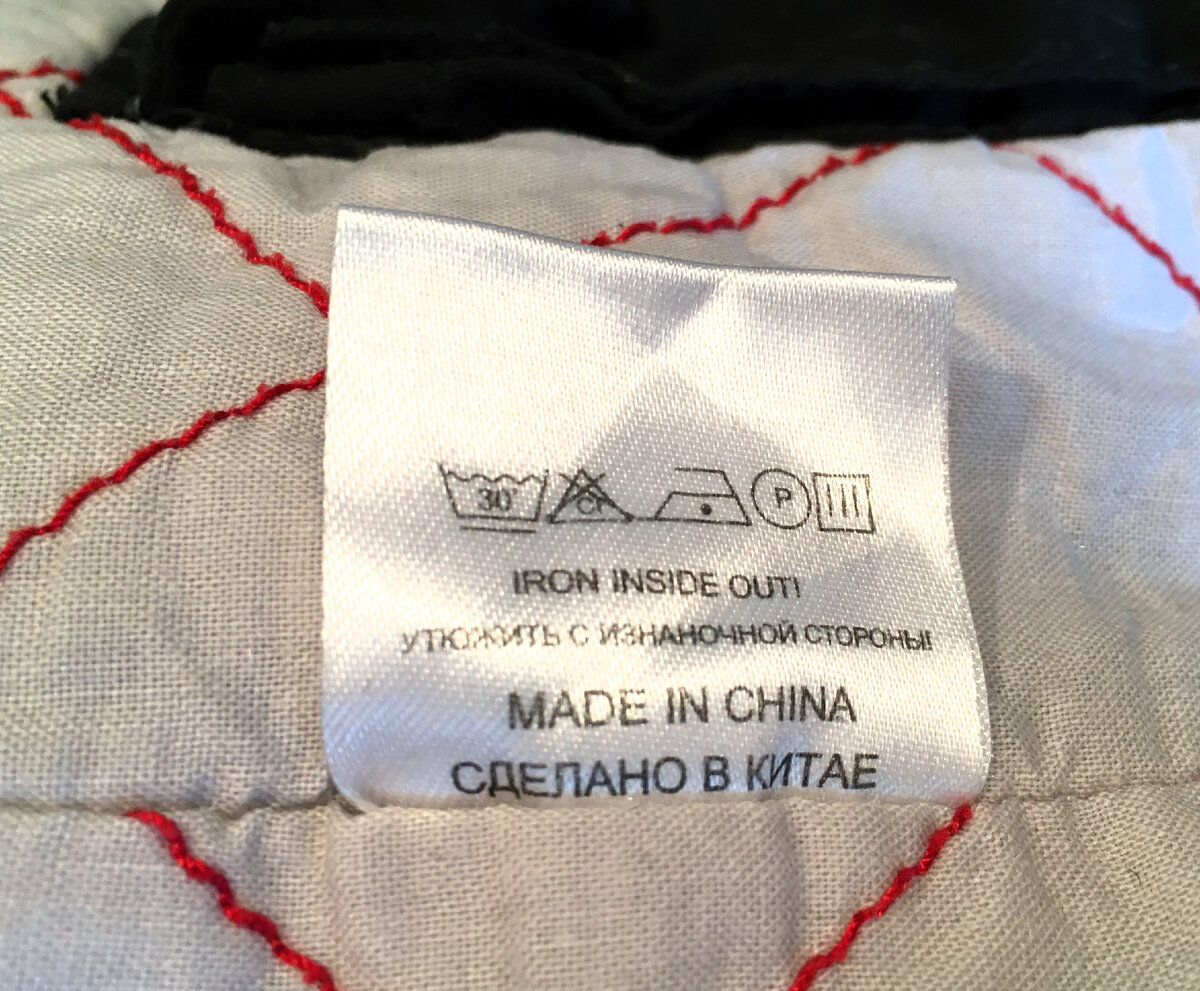 30° Cl P
IRON INSIDE OUT!
УТЮЖИТЬ С ИЗНАНОЧНОЙ СТОРОНЫ!
MADE IN CHINA
СДЕЛАНО В КИТАЕ